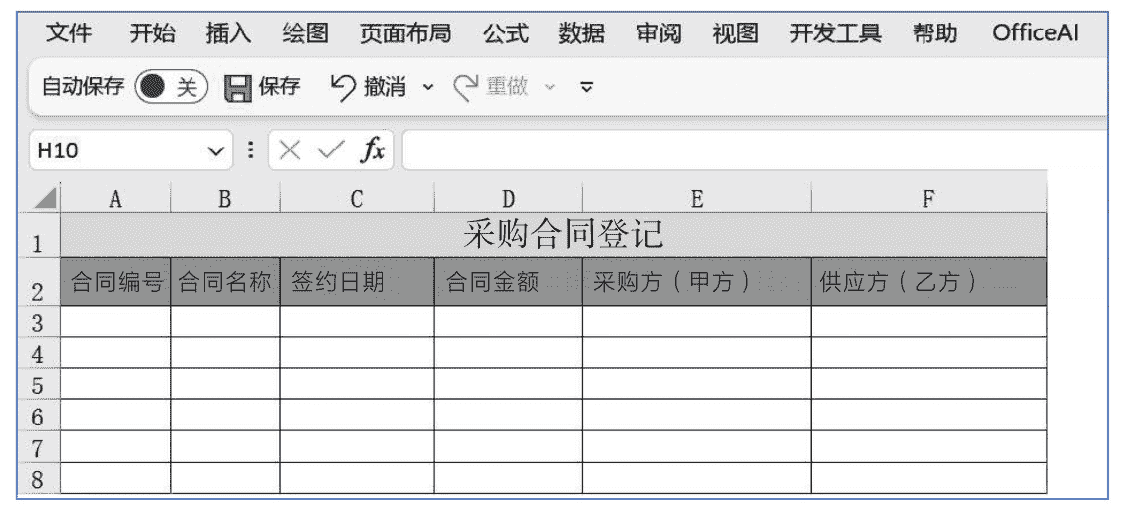 文件 开始 插入 绘图 页面布局 公式 数据 审阅 视图 开发工具 帮助 OfficeAI
自动保存 关 保存 撤消 重做
H10 fx
A B C D E F
1 采购合同登记
2 合同编号 合同名称 签约日期 合同金额 采购方（甲方） 供应方（乙方）
3
4
5
6
7
8